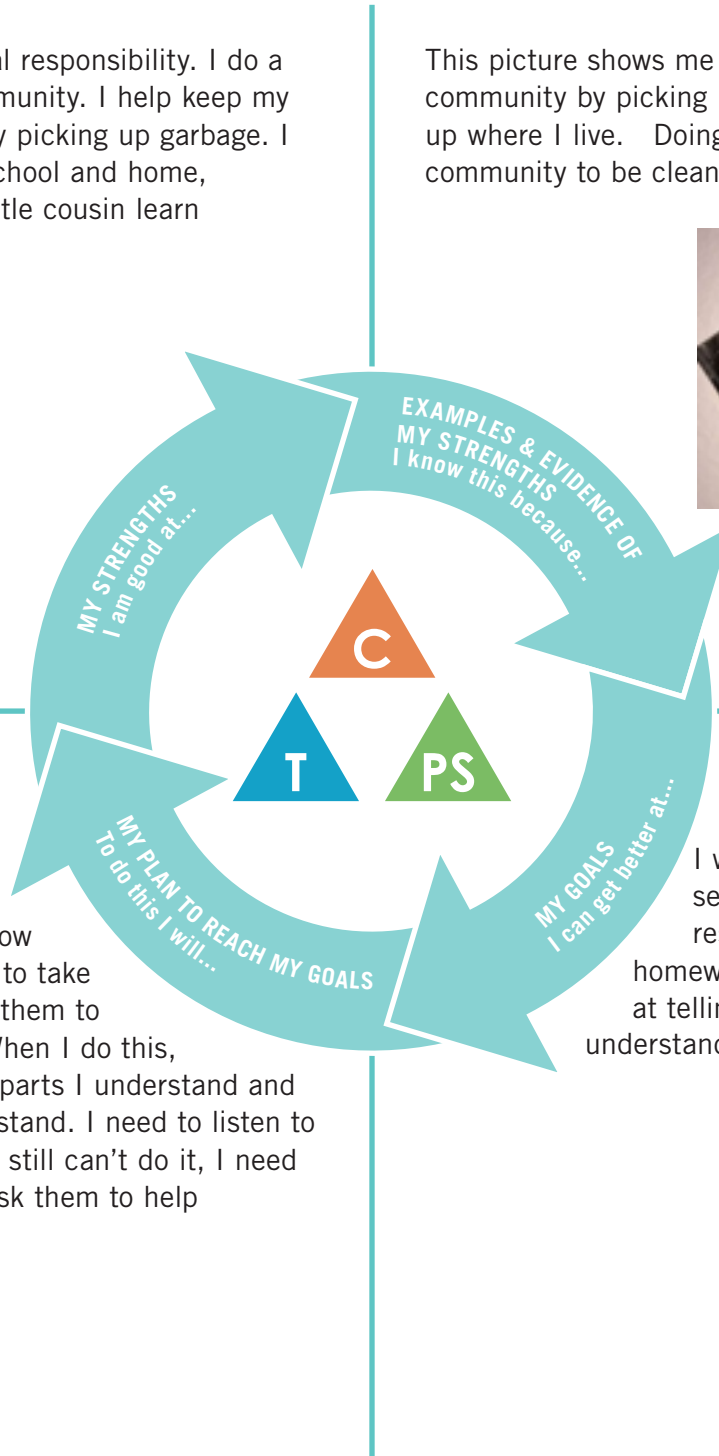 al responsibility. I do a
munity. I help keep my
y picking up garbage. I
chool and home,
tle cousin learn
This picture shows me
community by picking
up where I live. Doing
community to be clean
MY STRENGTHS
I am good at...
EXAMPLES & EVIDENCE OF
MY STRENGTHS
I know this because...
C
T
PS
MY GOALS
I can get better at...
MY PLAN TO REACH MY GOALS
To do this I will...
ow
to take
them to
When I do this,
parts I understand and
stand. I need to listen to
still can't do it, I need
sk them to help
I w
se
re
homew
at tellin
understand